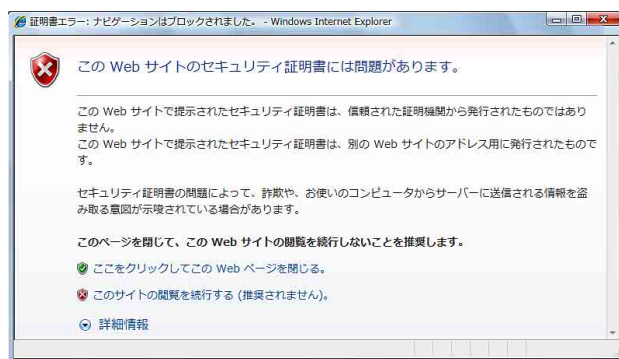 証明書エラー: ナビゲーションはブロックされました。 - Windows Internet Explorer
この Web サイトのセキュリティ証明書には問題があります。
この Web サイトで提示されたセキュリティ証明書は、信頼された証明機関から発行されたものではあり
ません。
この Web サイトで提示されたセキュリティ証明書は、別の Web サイトのアドレス用に発行されたもので
す。
セキュリティ証明書の問題によって、詐欺や、お使いのコンピュータからサーバーに送信される情報を盗
み取る意図が示唆されている場合があります。
このページを閉じて、この Web サイトの閲覧を続行しないことを推奨します。
ここをクリックしてこの Web ページを閉じる。
このサイトの閲覧を続行する (推奨されません)。
詳細情報